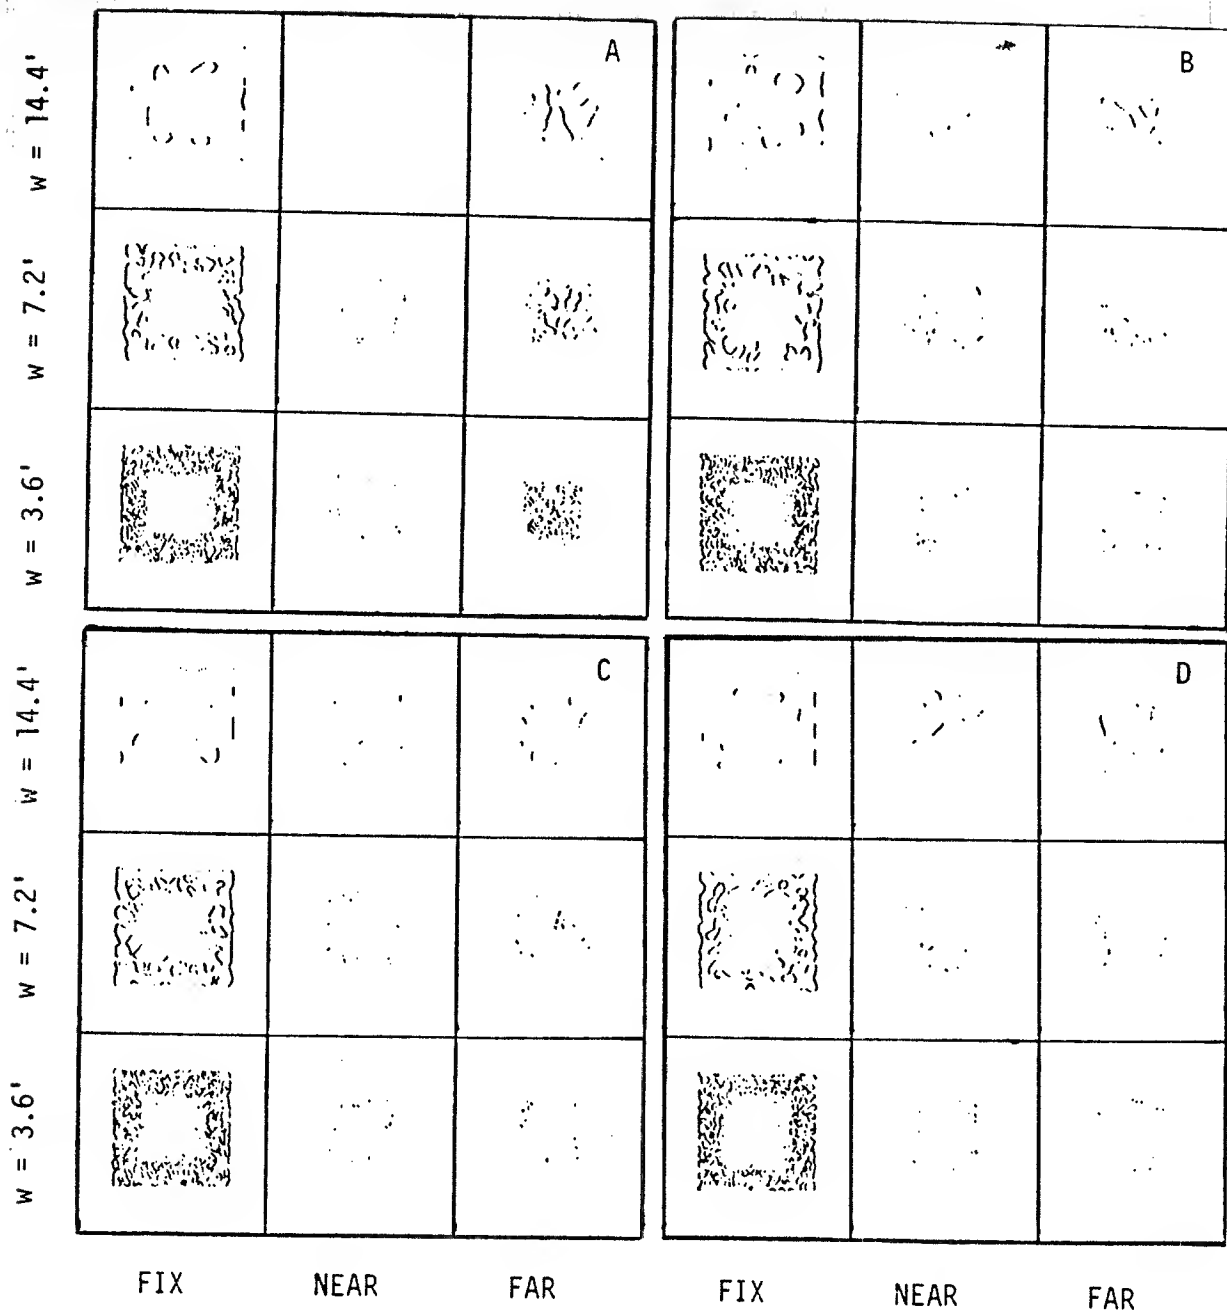 A
B
w = 14.4'
w = 7.2'
w = 3.6'
C
D
w = 14.4'
w = 7.2'
w = 3.6'
FIX NEAR FAR FIX NEAR FAR